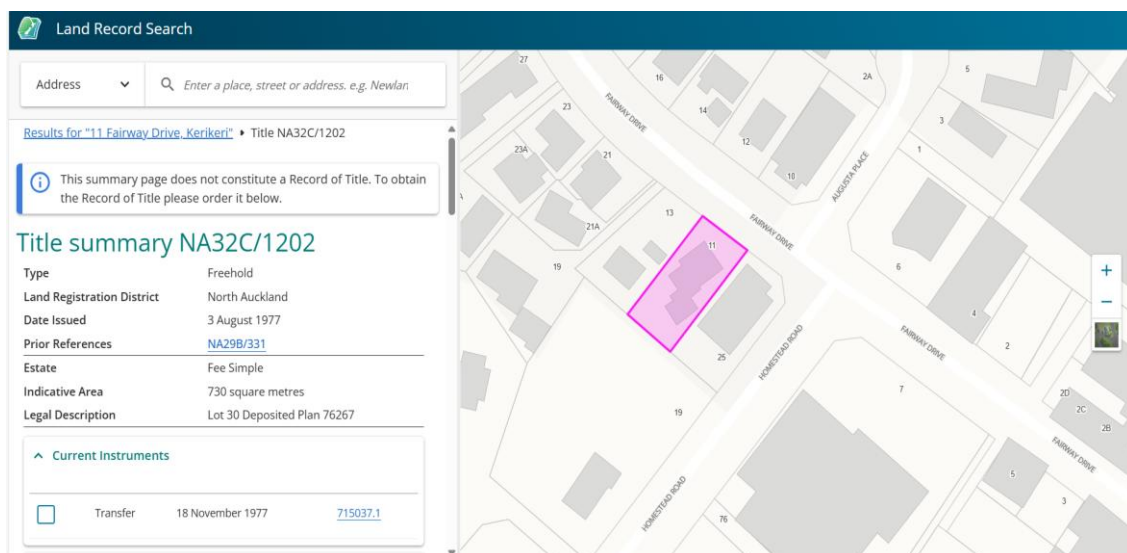 Land Record Search
Address
Enter a place, street or address. e.g. Newlan
Results for "11 Fairway Drive, Kerikeri" ▸ Title NA32C/1202
This summary page does not constitute a Record of Title. To obtain
the Record of Title please order it below.
Title summary NA32C/1202
Type Freehold
Land Registration District North Auckland
Date Issued 3 August 1977
Prior References NA29B/331
Estate Fee Simple
Indicative Area 730 square metres
Legal Description Lot 30 Deposited Plan 76267
Current Instruments
Transfer 18 November 1977 715037.1
27
16
2A
5
FAIRWAY DRIVE
14
23
3
12
23A
21
1
10
AUGUSTA PLACE
13
FAIRWAY DRIVE
21A
11
19
6
+
−
4
25
HOMESTEAD ROAD
FAIRWAY DRIVE
2
7
19
2D
2C
2B
FAIRWAY DRIVE
5
3
HOMESTEAD ROAD
76